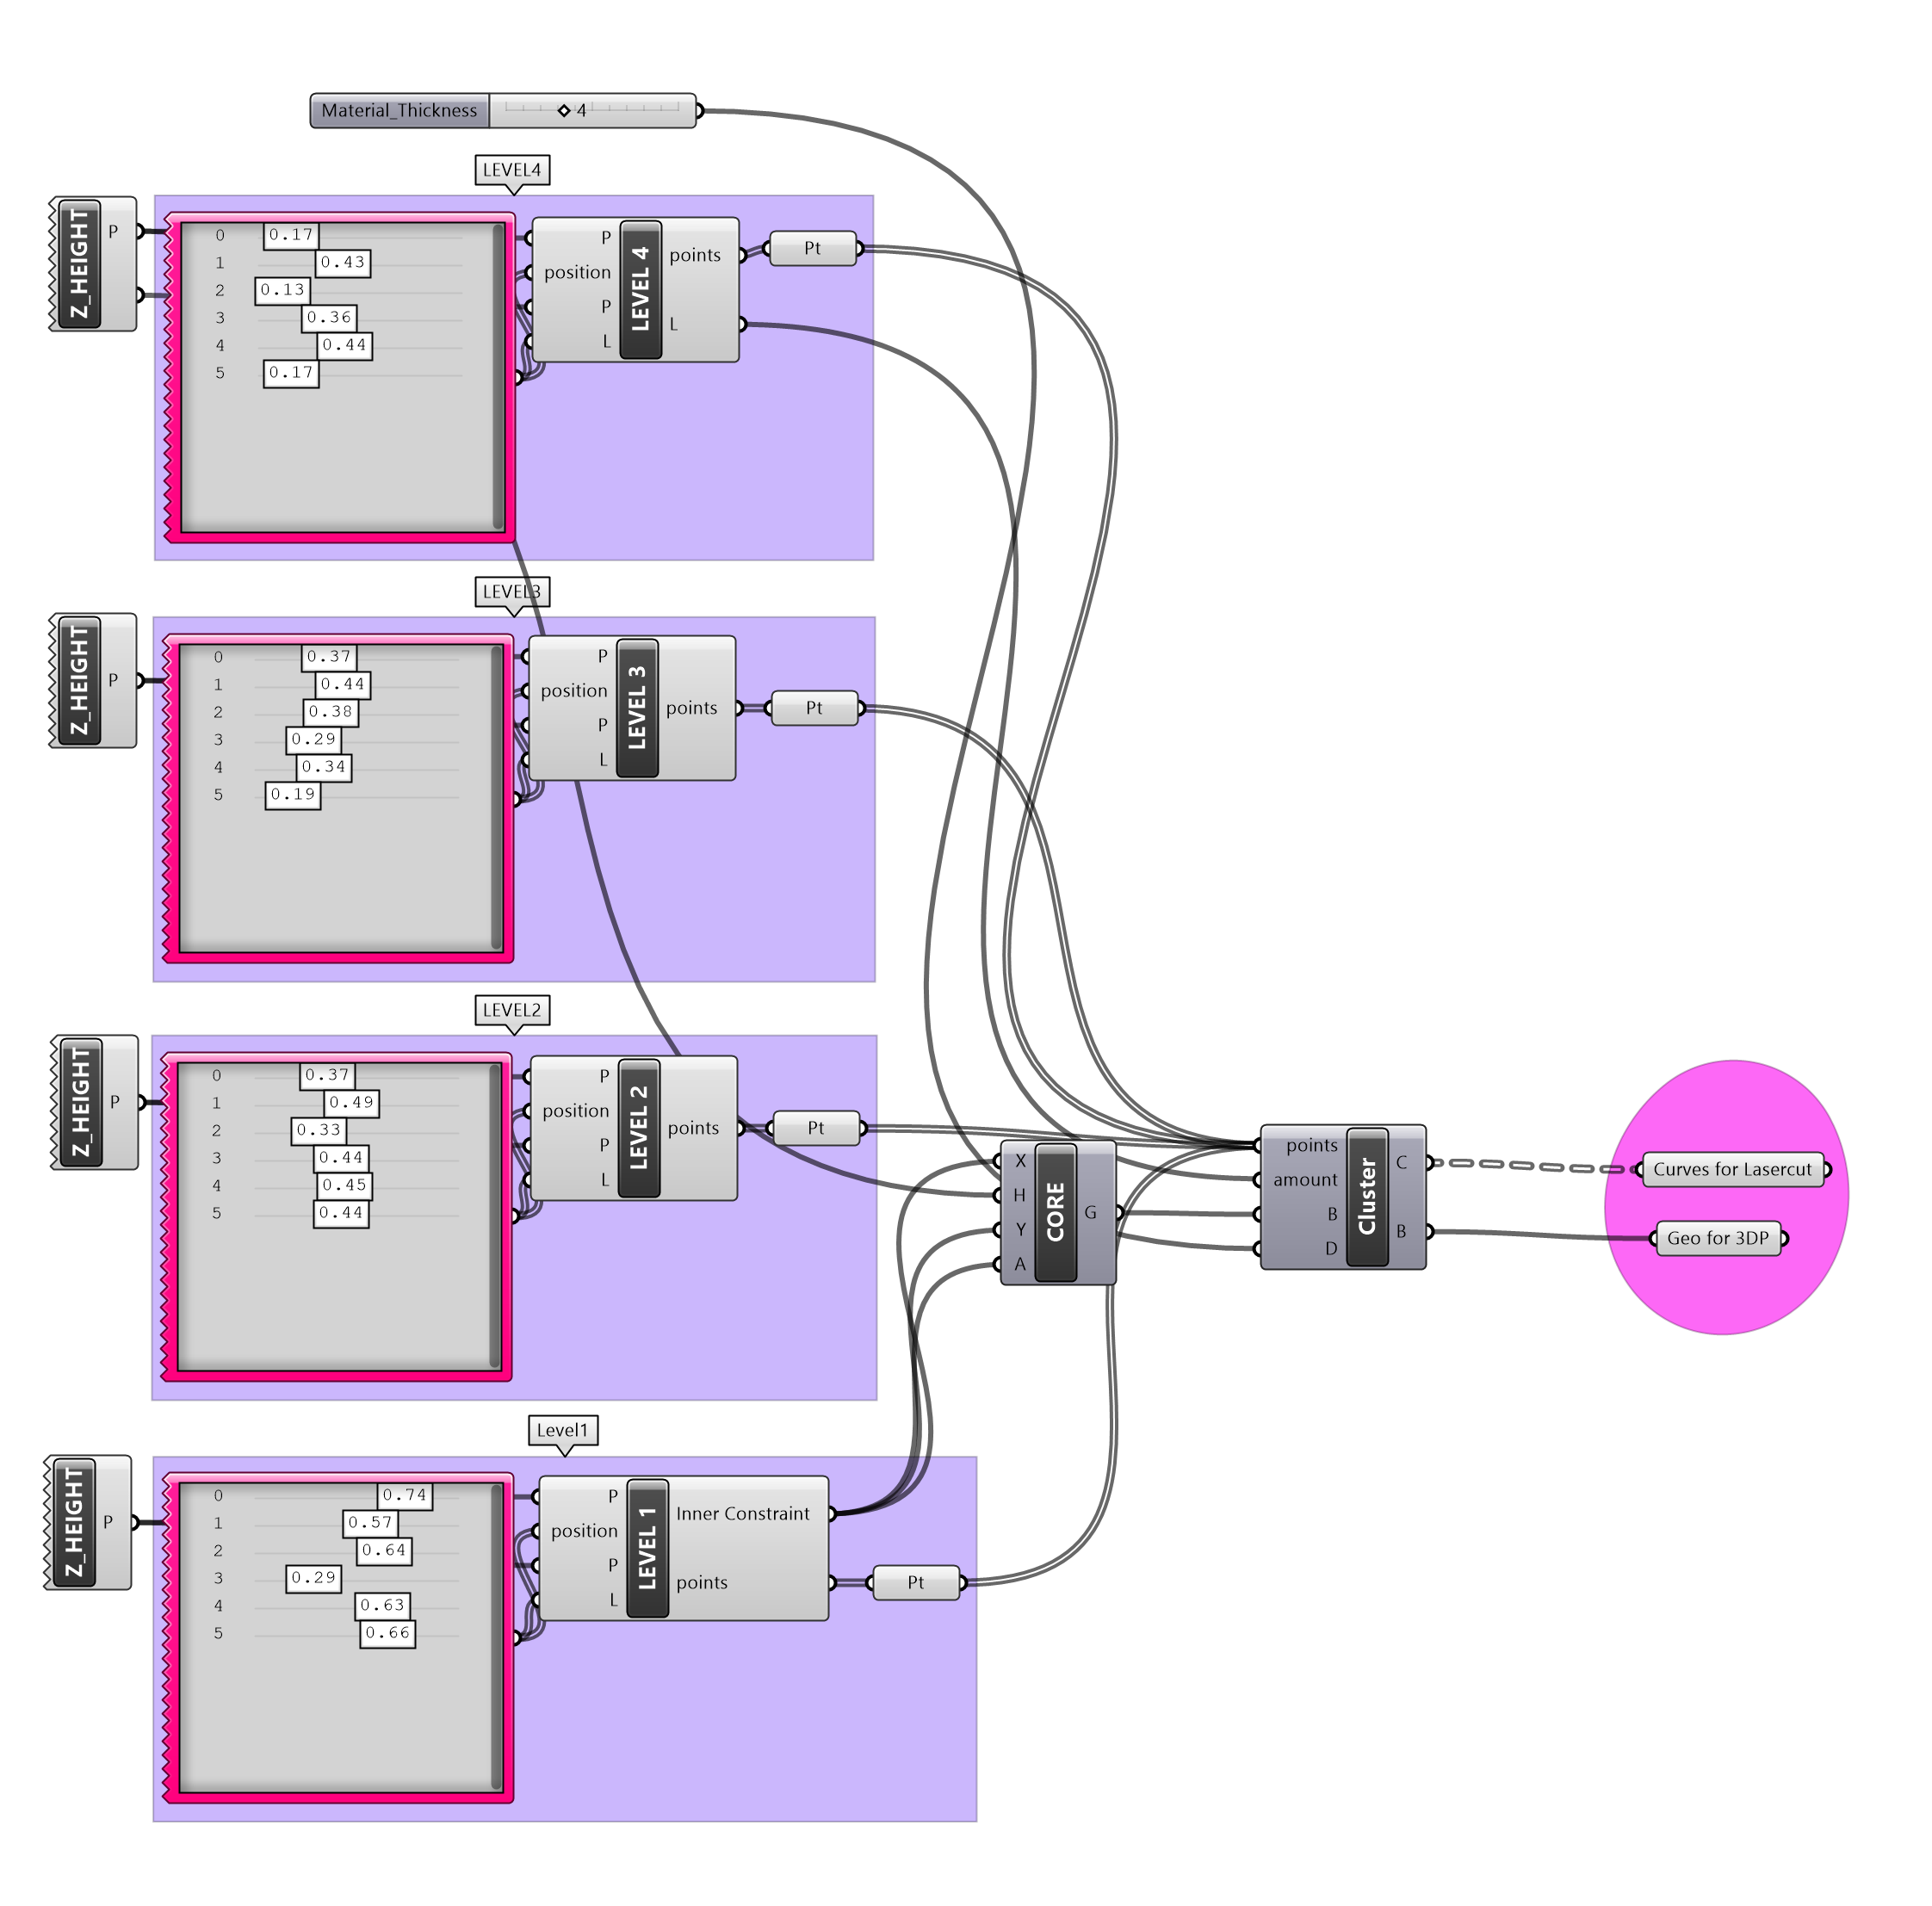 Material_Thickness 4
LEVEL4
Z_HEIGHT P
0 0.17
1 0.43
2 0.13
3 0.36
4 0.44
5 0.17
P
position
P
L
LEVEL 4
points
L
Pt
LEVEL3
Z_HEIGHT P
0 0.37
1 0.44
2 0.38
3 0.29
4 0.34
5 0.19
P
position
P
L
LEVEL 3
points
Pt
LEVEL2
Z_HEIGHT P
0 0.37
1 0.49
2 0.33
3 0.44
4 0.45
5 0.44
P
position
P
L
LEVEL 2
points
Pt
Level1
Z_HEIGHT P
0 0.74
1 0.57
2 0.64
3 0.29
4 0.63
5 0.66
P
position
P
L
LEVEL 1
Inner Constraint
points
Pt
X
H
Y
A
CORE
G
points
amount
B
D
Cluster
C
B
Curves for Lasercut
Geo for 3DP